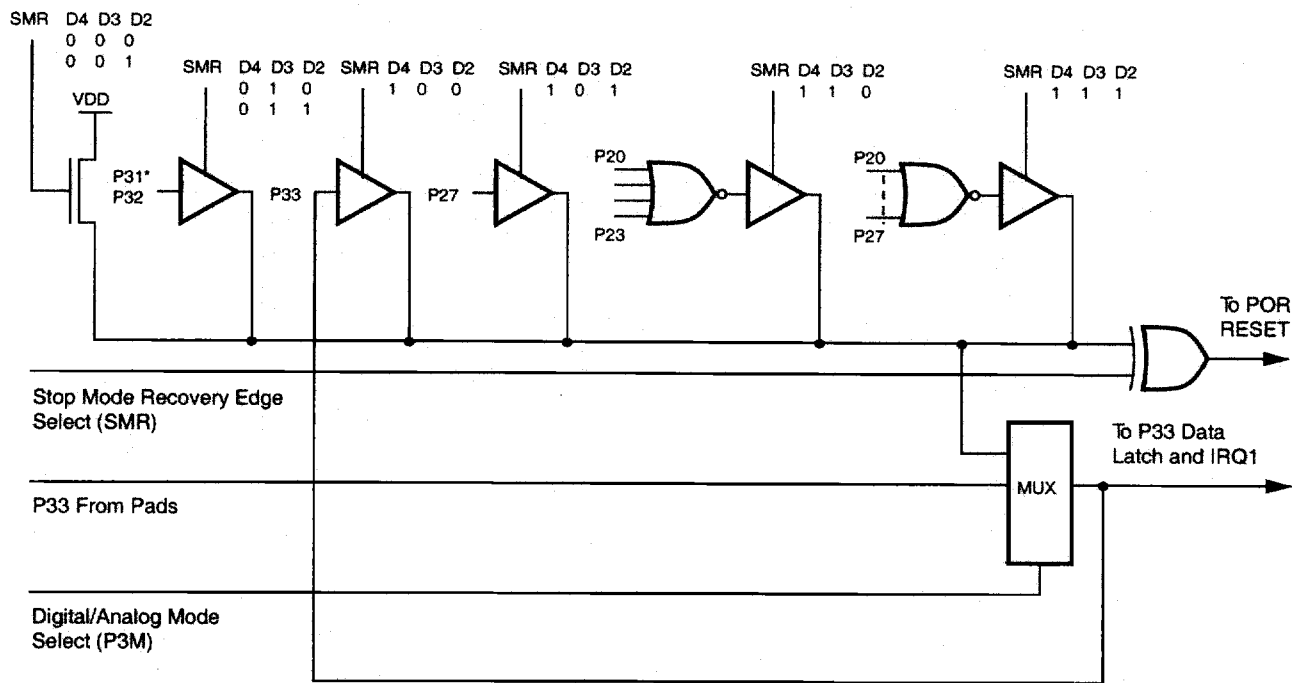 SMR D4 D3 D2
0 0 0
0 0 1
SMR D4 D3 D2
0 1 0
0 1 1
SMR D4 D3 D2
1 0 0
SMR D4 D3 D2
1 0 1
SMR D4 D3 D2
1 1 0
SMR D4 D3 D2
1 1 1
VDD
P31*
P32
P33
P27
P20
P23
P20
P27
To POR
RESET
Stop Mode Recovery Edge
Select (SMR)
To P33 Data
Latch and IRQ1
MUX
P33 From Pads
Digital/Analog Mode
Select (P3M)